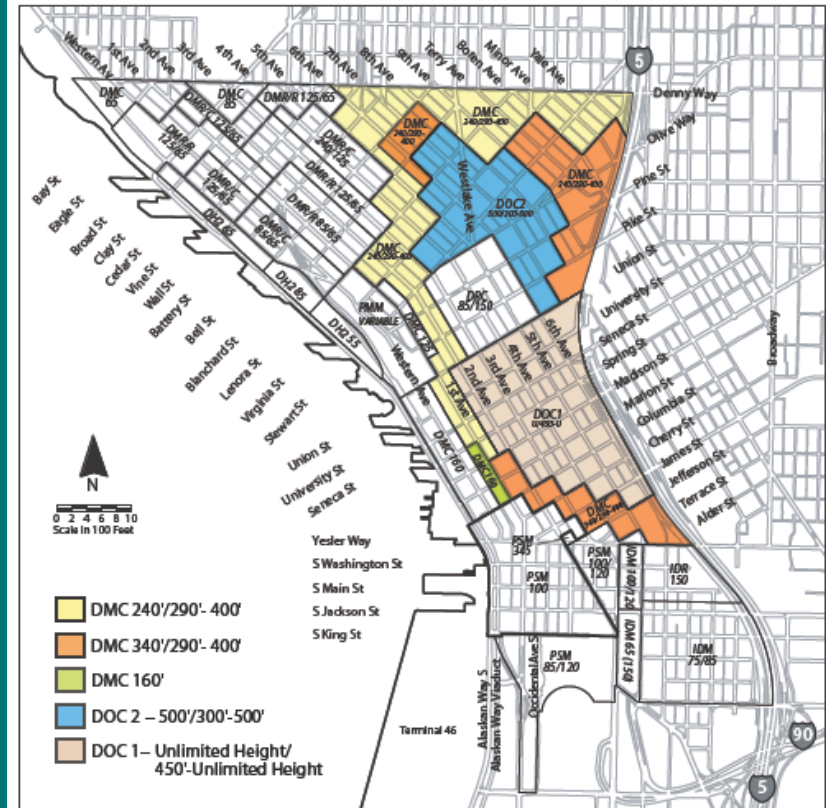 Western Av
1st Ave
2nd Ave
3rd Ave
4th Ave
5th Ave
6th Ave
7th Ave
8th Ave
9th Ave
Terry Ave
Boren Ave
Minor Ave
Yale Ave
5
Denny Way
Olive Way
Pine St
Pike St
Union St
University St
Seneca St
Spring St
Madison St
Marion St
Columbia St
Cherry St
James St
Jefferson St
Terrace St
Alder St
Broadway
DMC
65
DMR/C 125/65
DMC
85
DMR/R 125/65
DMR/R
125/65
DMR/C
240/125
DMR/R 125/65
DMR/C
125/65
DMR/R 85/65
DMR/C
85/65
DH2 65
DH2 85
DH2 55
DMC
240/290-
400
DMC
240/290-400
DMC
240/290-400
DMC
240/290-400
Westlake Ave
DOC2
500/300-500
DRC
85/150
PMM
VARIABLE
DMC 125
Western Ave
1st Ave
2nd Ave
3rd Ave
4th Ave
5th Ave
6th Ave
DOC1
U/450-U
DMC 160
DMC 160
DMC
PSM
345
PSM
100
PSM
100/
120
IDM 100/120
IDR
150
IDM 65 (150)
IDM
75/85
PSM
85/120
Bay St
Eagle St
Broad St
Clay St
Cedar St
Vine St
Wall St
Battery St
Bell St
Blanchard St
Lenora St
Virginia St
Stewart St
Union St
University St
Seneca St
Yesler Way
S Washington St
S Main St
S Jackson St
S King St
N
0 2 4 6 8 10
Scale in 100 Feet
Alaskan Way S
Alaskan Way Viaduct
Occidental Ave S
Terminal 46
90
5
DMC 240'/290'- 400'
DMC 340'/290'- 400'
DMC 160'
DOC 2 – 500'/300'-500'
DOC 1 – Unlimited Height/
450'-Unlimited Height